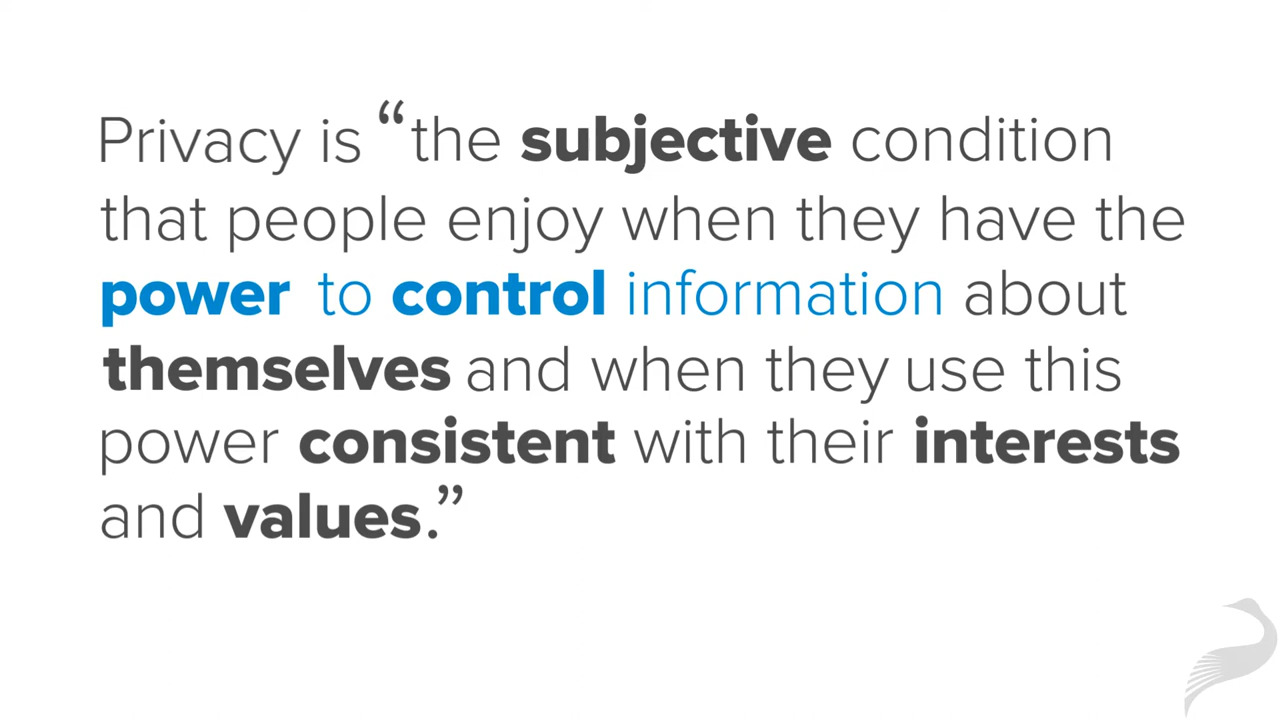 Privacy is “the subjective condition
that people enjoy when they have the
power to control information about
themselves and when they use this
power consistent with their interests
and values.”